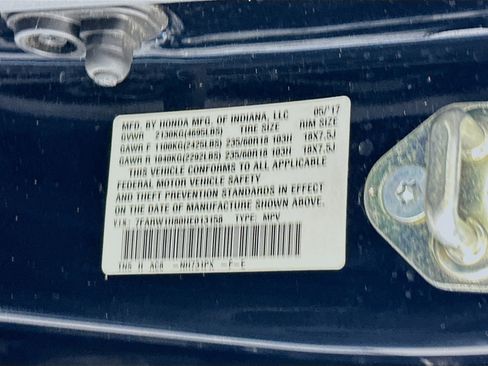 MFD. BY HONDA MFG. OF INDIANA, LLC 05/'17
GVWR 2130KG(4695LBS) TIRE SIZE RIM SIZE
GAWR F 1100KG(2425LBS) 235/60R18 103H 18X7.5J
GAWR R 1040KG(2292LBS) 235/60R18 103H 18X7.5J
THIS VEHICLE CONFORMS TO ALL APPLICABLE
FEDERAL MOTOR VEHICLE SAFETY
AND THEFT PREVENTION STANDARDS IN EFFECT
ON THE DATE OF MANUFACTURE SHOWN ABOVE.
V.I.N.: TYPE: MPV